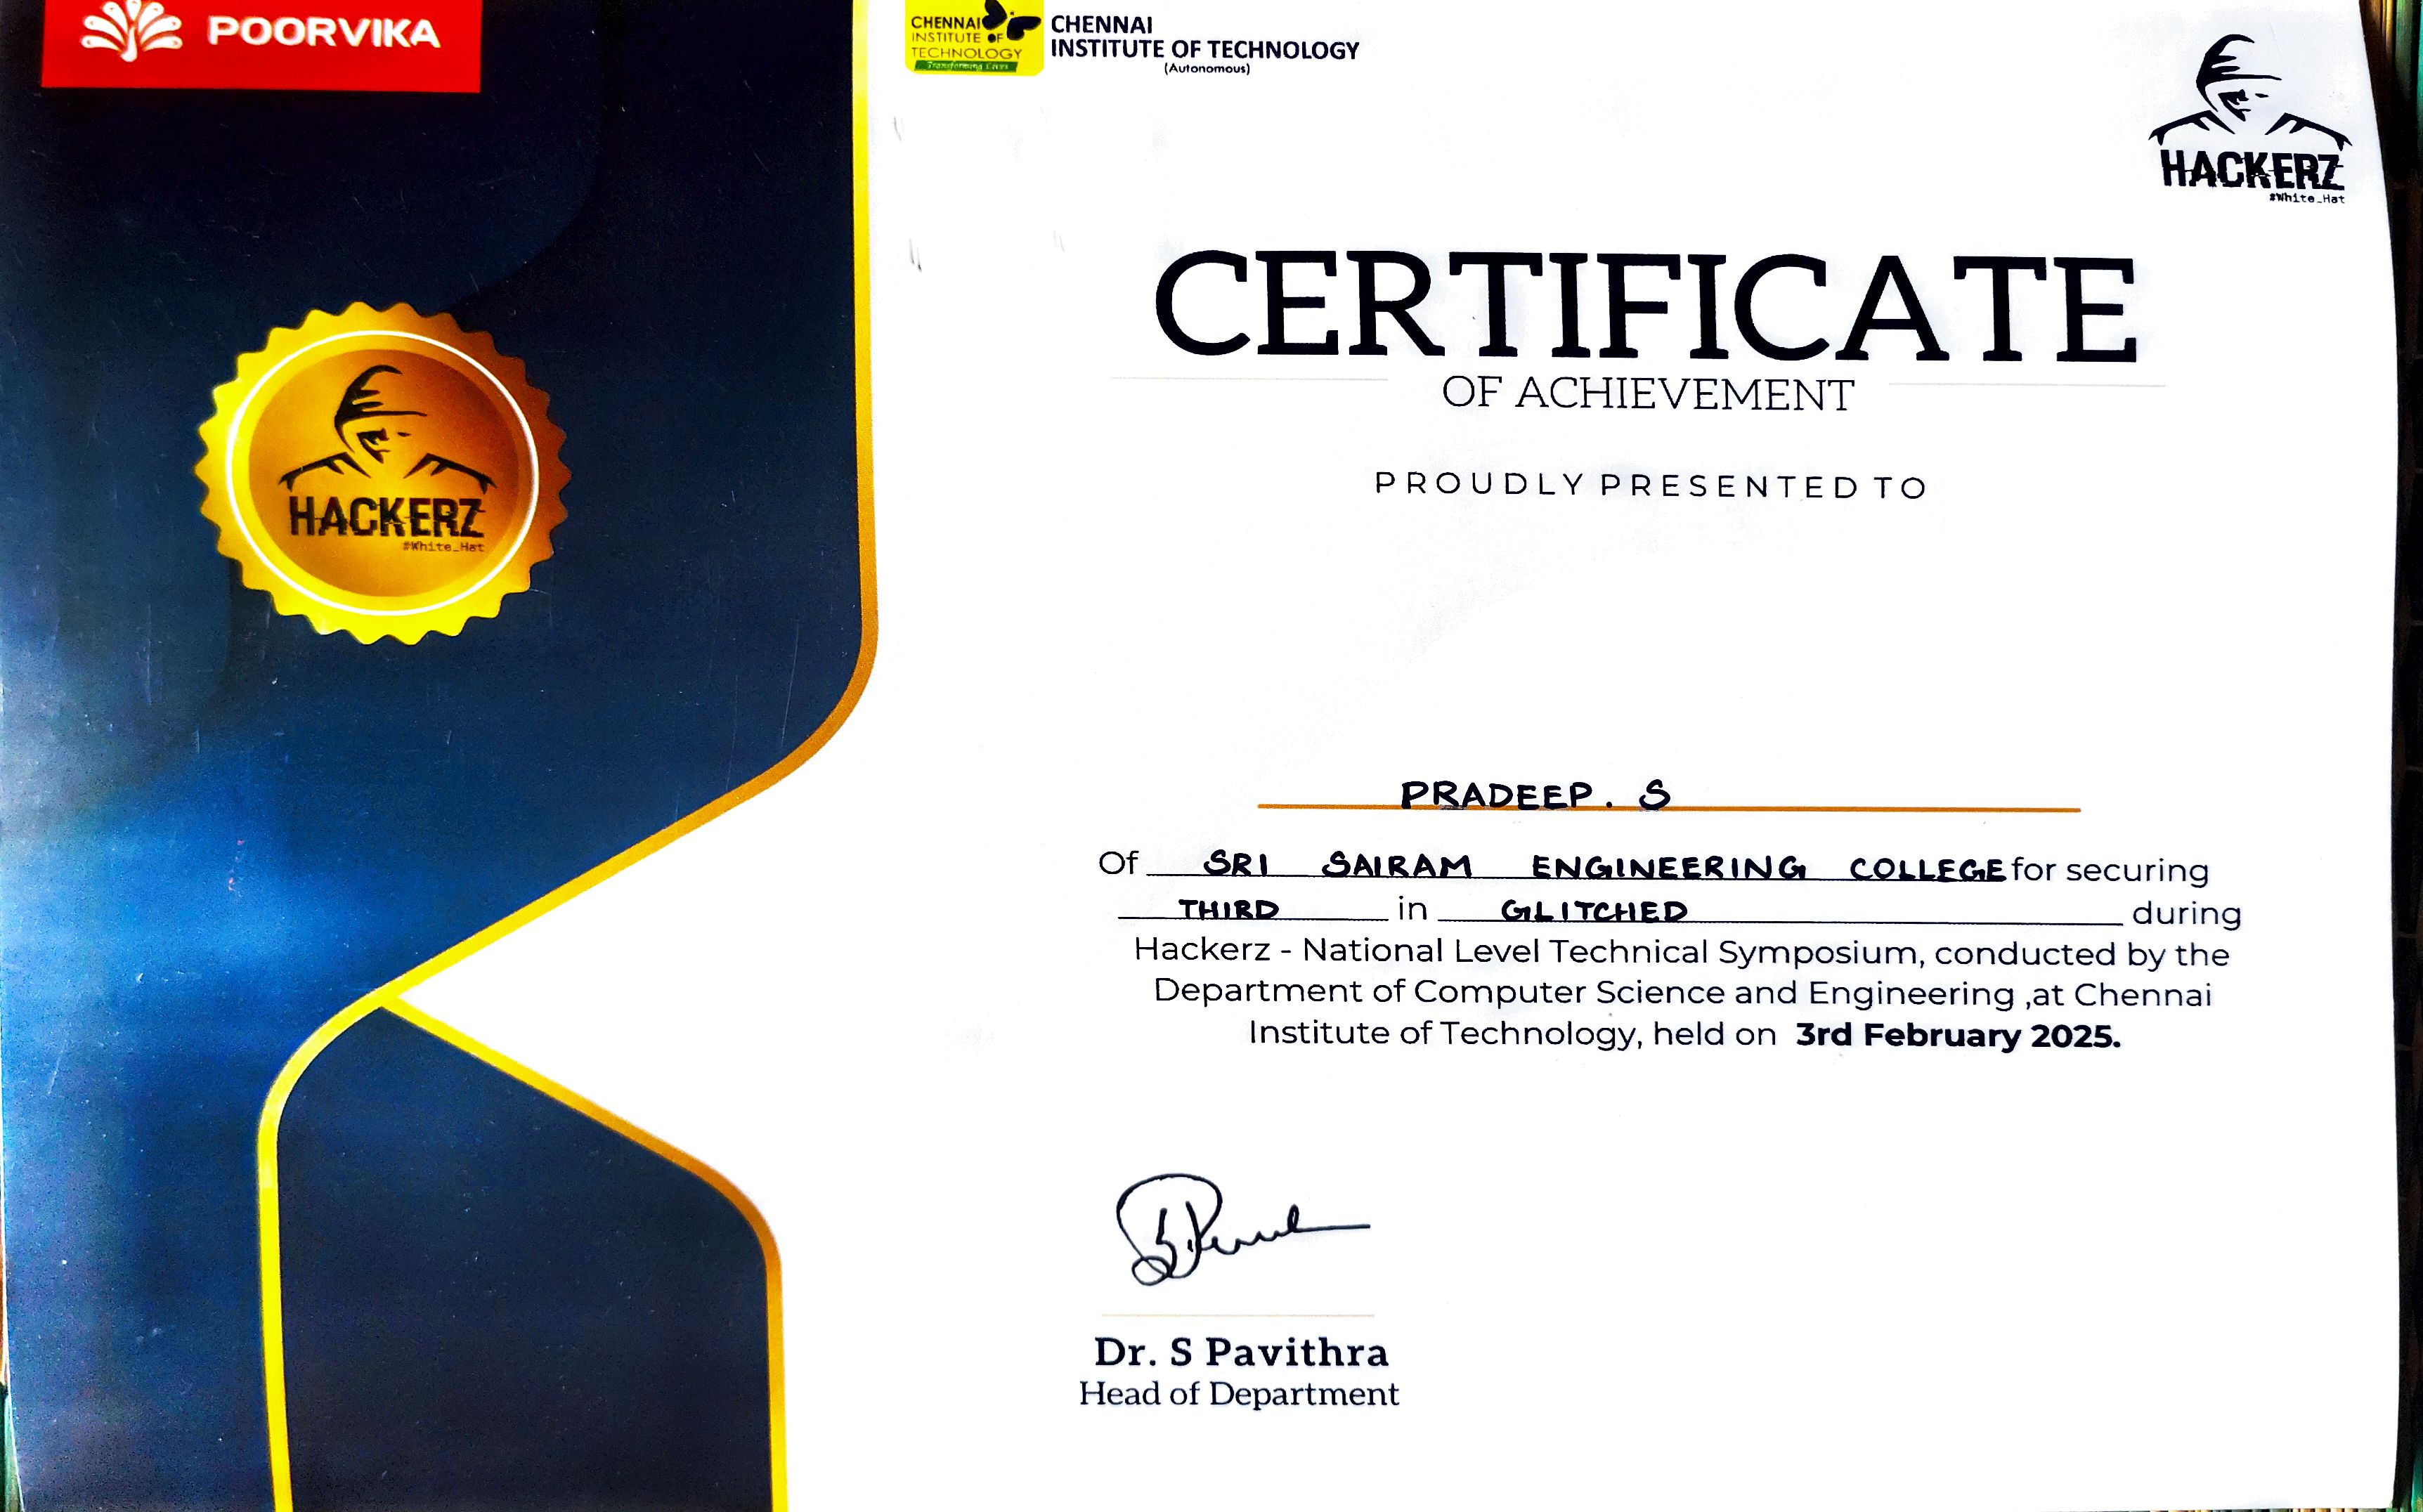 POORVIKA
CHENNAI
INSTITUTE OF
TECHNOLOGY
Transforming Lives
CHENNAI
INSTITUTE OF TECHNOLOGY
(Autonomous)
HACKERZ
#White_Hat
CERTIFICATE
OF ACHIEVEMENT
PROUDLY PRESENTED TO
HACKERZ
#White_Hat
PRADEEP. S
Of SRI SAIRAM ENGINEERING COLLEGE for securing
THIRD in GLITCHED during
Hackerz - National Level Technical Symposium, conducted by the
Department of Computer Science and Engineering ,at Chennai
Institute of Technology, held on 3rd February 2025.
Dr. S Pavithra
Head of Department